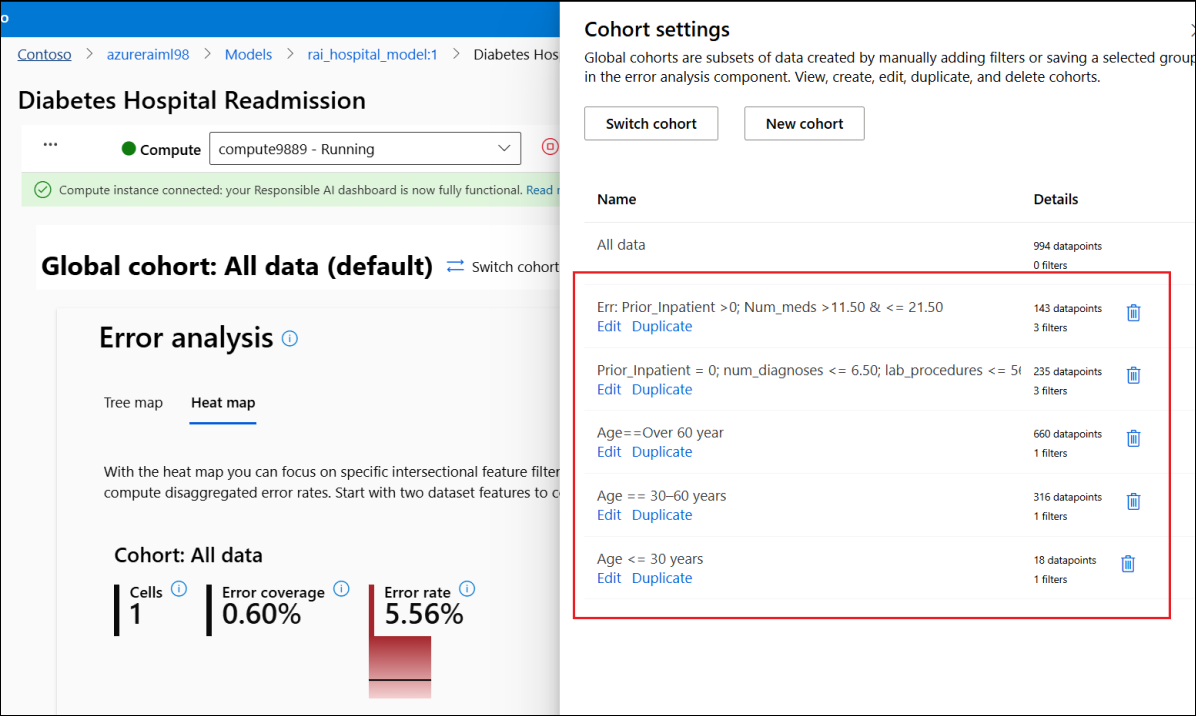 o
Contoso > azureraiml98 > Models > rai_hospital_model:1 > Diabetes Hos
Diabetes Hospital Readmission
... Compute compute9889 - Running
Compute instance connected: your Responsible AI dashboard is now fully functional. Read
Global cohort: All data (default) Switch cohort
Error analysis
Tree map Heat map
With the heat map you can focus on specific intersectional feature filter
compute disaggregated error rates. Start with two dataset features to
Cohort: All data
Cells Error coverage Error rate
1 0.60% 5.56%
Cohort settings
Global cohorts are subsets of data created by manually adding filters or saving a selected group
in the error analysis component. View, create, edit, duplicate, and delete cohorts.
Switch cohort New cohort
Name Details
All data 994 datapoints
0 filters
Err: Prior_Inpatient >0; Num_meds >11.50 & <= 21.50 143 datapoints
Edit Duplicate 3 filters
Prior_Inpatient = 0; num_diagnoses <= 6.50; lab_procedures <= 235 datapoints
Edit Duplicate 3 filters
Age==Over 60 year 660 datapoints
Edit Duplicate 1 filters
Age == 30–60 years 316 datapoints
Edit Duplicate 1 filters
Age <= 30 years 18 datapoints
Edit Duplicate 1 filters